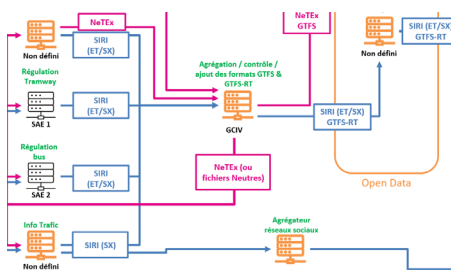 NeTEx
SIRI
(ET/SX)
Non défini
Régulation
Tramway
SIRI
(ET/SX)
SAE 1
Régulation
bus
SIRI
(ET/SX)
SAE 2
Info Trafic
SIRI (SX)
Non défini
Agrégation / contrôle /
ajout des formats GTFS &
GTFS-RT
GCIV
NeTEx
GTFS
NeTEx (ou
fichiers Neutres)
SIRI (ET/SX)
GTFS-RT
Non défini
SIRI (ET/SX)
GTFS-RT
Open Data
Agrégateur
réseaux sociaux